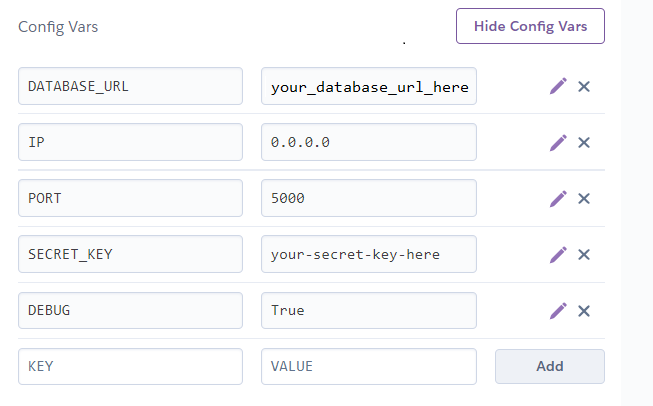 Config Vars Hide Config Vars
DATABASE_URL your_database_url_here
IP 0.0.0.0
PORT 5000
SECRET_KEY your-secret-key-here
DEBUG True
KEY VALUE Add